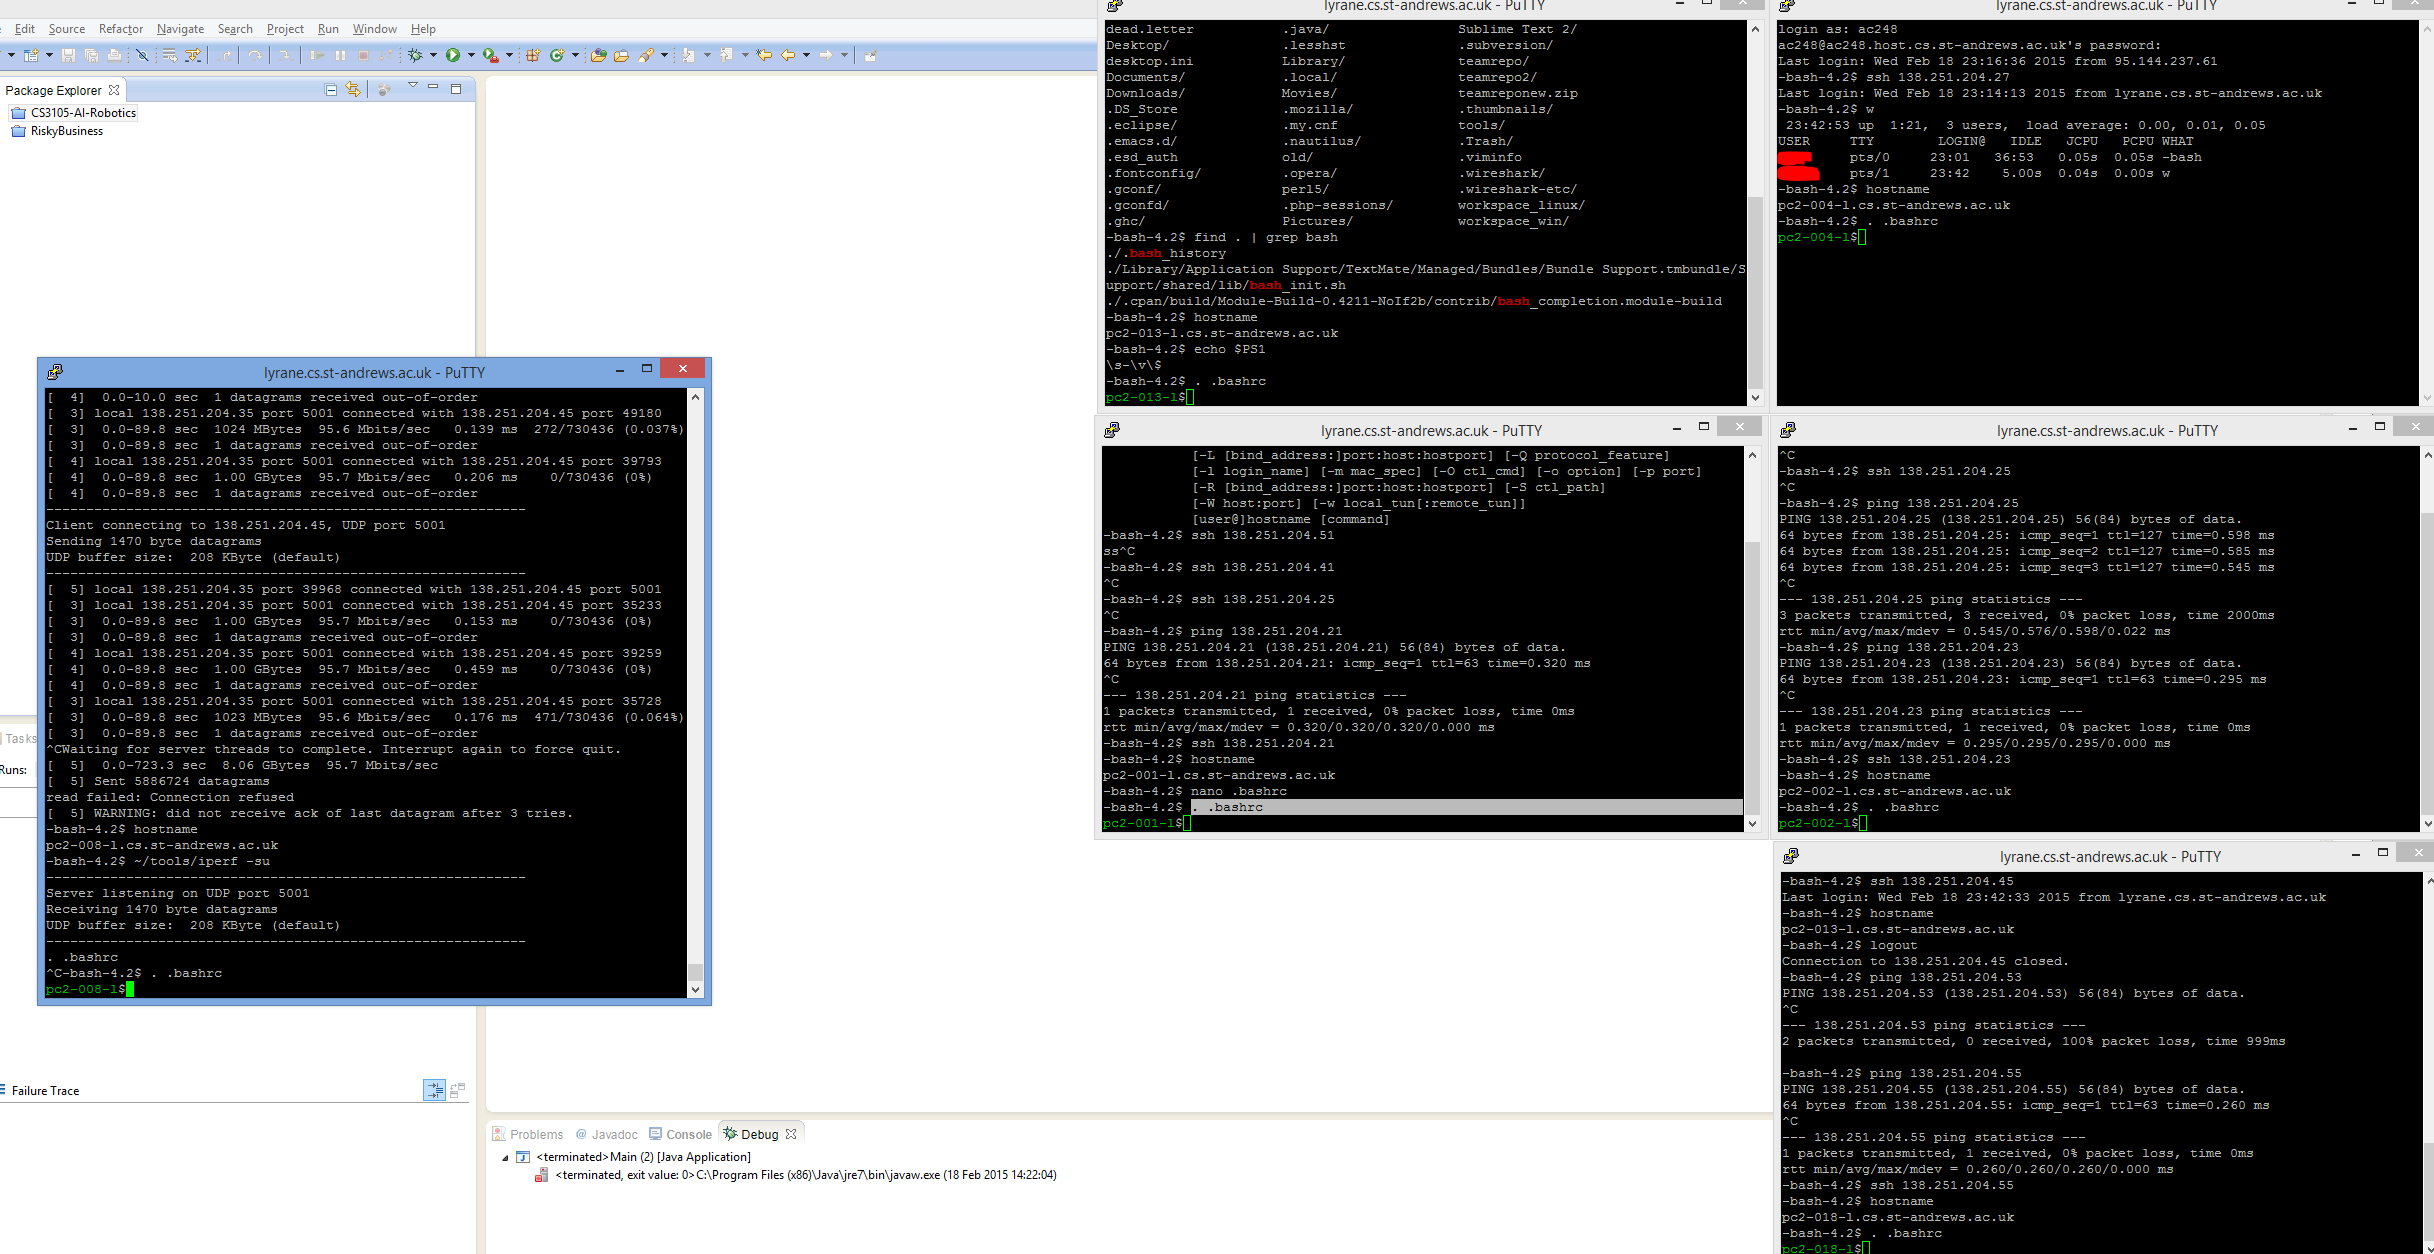 Edit Source Refactor Navigate Search Project Run Window Help
Package Explorer
CS3105-AI-Robotics
RiskyBusiness
Tasks
Runs:
Failure Trace
Problems @ Javadoc Console Debug
<terminated>Main (2) [Java Application]
<terminated, exit value: 0>C:\Program Files (x86)\Java\jre7\bin\javaw.exe (18 Feb 2015 14:22:04)
lyrane.cs.st-andrews.ac.uk - PuTTY
[  4]  0.0-10.0 sec  1 datagrams received out-of-order
[  3] local 138.251.204.35 port 5001 connected with 138.251.204.45 port 49180
[  3]  0.0-89.8 sec  1024 MBytes  95.6 Mbits/sec   0.139 ms  272/730436 (0.037%)
[  3]  0.0-89.8 sec  1 datagrams received out-of-order
[  4] local 138.251.204.35 port 5001 connected with 138.251.204.45 port 39793
[  4]  0.0-89.8 sec  1.00 GBytes  95.7 Mbits/sec   0.206 ms    0/730436 (0%)
[  4]  0.0-89.8 sec  1 datagrams received out-of-order
------------------------------------------------------------
Client connecting to 138.251.204.45, UDP port 5001
Sending 1470 byte datagrams
UDP buffer size:  208 KByte (default)
------------------------------------------------------------
[  5] local 138.251.204.35 port 39968 connected with 138.251.204.45 port 5001
[  3] local 138.251.204.35 port 5001 connected with 138.251.204.45 port 35233
[  3]  0.0-89.8 sec  1.00 GBytes  95.7 Mbits/sec   0.153 ms    0/730436 (0%)
[  3]  0.0-89.8 sec  1 datagrams received out-of-order
[  4] local 138.251.204.35 port 5001 connected with 138.251.204.45 port 39259
[  4]  0.0-89.8 sec  1.00 GBytes  95.7 Mbits/sec   0.459 ms    0/730436 (0%)
[  4]  0.0-89.8 sec  1 datagrams received out-of-order
[  3] local 138.251.204.35 port 5001 connected with 138.251.204.45 port 35728
[  3]  0.0-89.8 sec  1023 MBytes  95.6 Mbits/sec   0.176 ms  471/730436 (0.064%)
[  3]  0.0-89.8 sec  1 datagrams received out-of-order
^CWaiting for server threads to complete. Interrupt again to force quit.
[  5]  0.0-723.3 sec  8.06 GBytes  95.7 Mbits/sec
[  5] Sent 5886724 datagrams
read failed: Connection refused
[  5] WARNING: did not receive ack of last datagram after 3 tries.
-bash-4.2$ hostname
pc2-008-l.cs.st-andrews.ac.uk
-bash-4.2$ ~/tools/iperf -su
------------------------------------------------------------
Server listening on UDP port 5001
Receiving 1470 byte datagrams
UDP buffer size:  208 KByte (default)
------------------------------------------------------------
. .bashrc
^C-bash-4.2$ . .bashrc
pc2-008-l$
lyrane.cs.st-andrews.ac.uk - PuTTY
dead.letter .java/ Sublime Text 2/
Desktop/ .lesshst .subversion/
desktop.ini Library/ teamrepo/
Documents/ .local/ teamrepo2/
Downloads/ Movies/ teamreponew.zip
.DS_Store .mozilla/ .thumbnails/
.eclipse/ .my.cnf tools/
.emacs.d/ .nautilus/ .Trash/
.esd_auth old/ .viminfo
.fontconfig/ .opera/ .wireshark/
.gconf/ perl5/ .wireshark-etc/
.gconfd/ .php-sessions/ workspace_linux/
.ghc/ Pictures/ workspace_win/
-bash-4.2$ find . | grep bash
./.bash_history
./Library/Application Support/TextMate/Managed/Bundles/Bundle Support.tmbundle/S
upport/shared/lib/bash_init.sh
./.cpan/build/Module-Build-0.4211-NoIf2b/contrib/bash_completion.module-build
-bash-4.2$ hostname
pc2-013-l.cs.st-andrews.ac.uk
-bash-4.2$ echo $PS1
\s-\v\$
-bash-4.2$ . .bashrc
pc2-013-l$
lyrane.cs.st-andrews.ac.uk - PuTTY
login as: ac248
ac248@ac248.host.cs.st-andrews.ac.uk's password:
Last login: Wed Feb 18 23:16:36 2015 from 95.144.237.61
-bash-4.2$ ssh 138.251.204.27
Last login: Wed Feb 18 23:14:13 2015 from lyrane.cs.st-andrews.ac.uk
-bash-4.2$ w
 23:42:53 up  1:21,  3 users,  load average: 0.00, 0.01, 0.05
USER TTY LOGIN@ IDLE JCPU PCPU WHAT
pts/0 23:01 36:53 0.05s 0.05s -bash
pts/1 23:42 5.00s 0.04s 0.00s w
-bash-4.2$ hostname
pc2-004-l.cs.st-andrews.ac.uk
-bash-4.2$ . .bashrc
pc2-004-l$
lyrane.cs.st-andrews.ac.uk - PuTTY
[-L [bind_address:]port:host:hostport] [-Q protocol_feature]
[-l login_name] [-m mac_spec] [-O ctl_cmd] [-o option] [-p port]
[-R [bind_address:]port:host:hostport] [-S ctl_path]
[-W host:port] [-w local_tun[:remote_tun]]
[user@]hostname [command]
-bash-4.2$ ssh 138.251.204.51
ss^C
-bash-4.2$ ssh 138.251.204.41
^C
-bash-4.2$ ssh 138.251.204.25
^C
-bash-4.2$ ping 138.251.204.21
PING 138.251.204.21 (138.251.204.21) 56(84) bytes of data.
64 bytes from 138.251.204.21: icmp_seq=1 ttl=63 time=0.320 ms
^C
--- 138.251.204.21 ping statistics ---
1 packets transmitted, 1 received, 0% packet loss, time 0ms
rtt min/avg/max/mdev = 0.320/0.320/0.320/0.000 ms
-bash-4.2$ ssh 138.251.204.21
-bash-4.2$ hostname
pc2-001-l.cs.st-andrews.ac.uk
-bash-4.2$ nano .bashrc
-bash-4.2$ . .bashrc
pc2-001-l$
lyrane.cs.st-andrews.ac.uk - PuTTY
^C
-bash-4.2$ ssh 138.251.204.25
^C
-bash-4.2$ ping 138.251.204.25
PING 138.251.204.25 (138.251.204.25) 56(84) bytes of data.
64 bytes from 138.251.204.25: icmp_seq=1 ttl=127 time=0.598 ms
64 bytes from 138.251.204.25: icmp_seq=2 ttl=127 time=0.585 ms
64 bytes from 138.251.204.25: icmp_seq=3 ttl=127 time=0.545 ms
^C
--- 138.251.204.25 ping statistics ---
3 packets transmitted, 3 received, 0% packet loss, time 2000ms
rtt min/avg/max/mdev = 0.545/0.576/0.598/0.022 ms
-bash-4.2$ ping 138.251.204.23
PING 138.251.204.23 (138.251.204.23) 56(84) bytes of data.
64 bytes from 138.251.204.23: icmp_seq=1 ttl=63 time=0.295 ms
^C
--- 138.251.204.23 ping statistics ---
1 packets transmitted, 1 received, 0% packet loss, time 0ms
rtt min/avg/max/mdev = 0.295/0.295/0.295/0.000 ms
-bash-4.2$ ssh 138.251.204.23
-bash-4.2$ hostname
pc2-002-l.cs.st-andrews.ac.uk
-bash-4.2$ . .bashrc
pc2-002-l$
lyrane.cs.st-andrews.ac.uk - PuTTY
-bash-4.2$ ssh 138.251.204.45
Last login: Wed Feb 18 23:42:33 2015 from lyrane.cs.st-andrews.ac.uk
-bash-4.2$ hostname
pc2-013-l.cs.st-andrews.ac.uk
-bash-4.2$ logout
Connection to 138.251.204.45 closed.
-bash-4.2$ ping 138.251.204.53
PING 138.251.204.53 (138.251.204.53) 56(84) bytes of data.
^C
--- 138.251.204.53 ping statistics ---
2 packets transmitted, 0 received, 100% packet loss, time 999ms
-bash-4.2$ ping 138.251.204.55
PING 138.251.204.55 (138.251.204.55) 56(84) bytes of data.
64 bytes from 138.251.204.55: icmp_seq=1 ttl=63 time=0.260 ms
^C
--- 138.251.204.55 ping statistics ---
1 packets transmitted, 1 received, 0% packet loss, time 0ms
rtt min/avg/max/mdev = 0.260/0.260/0.260/0.000 ms
-bash-4.2$ ssh 138.251.204.55
-bash-4.2$ hostname
pc2-018-l.cs.st-andrews.ac.uk
-bash-4.2$ . .bashrc
pc2-018-l$